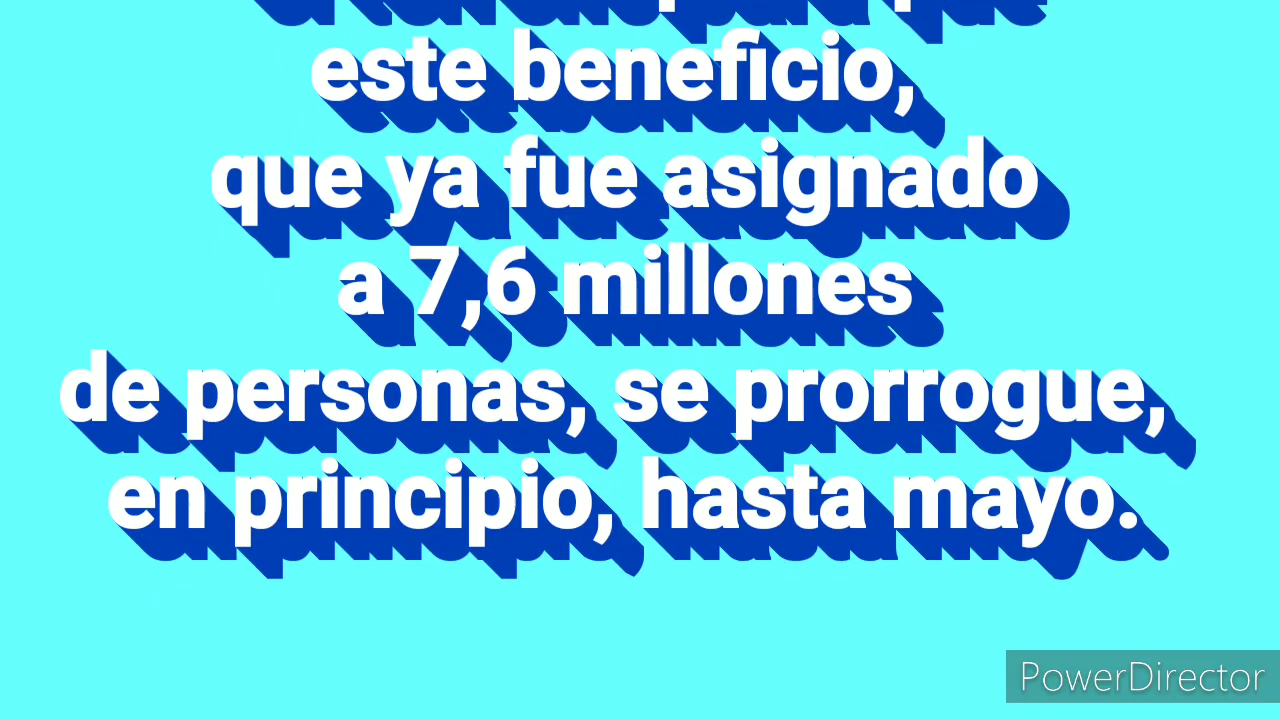 este beneficio,
que ya fue asignado
a 7,6 millones
de personas, se prorrogue,
en principio, hasta mayo.
PowerDirector